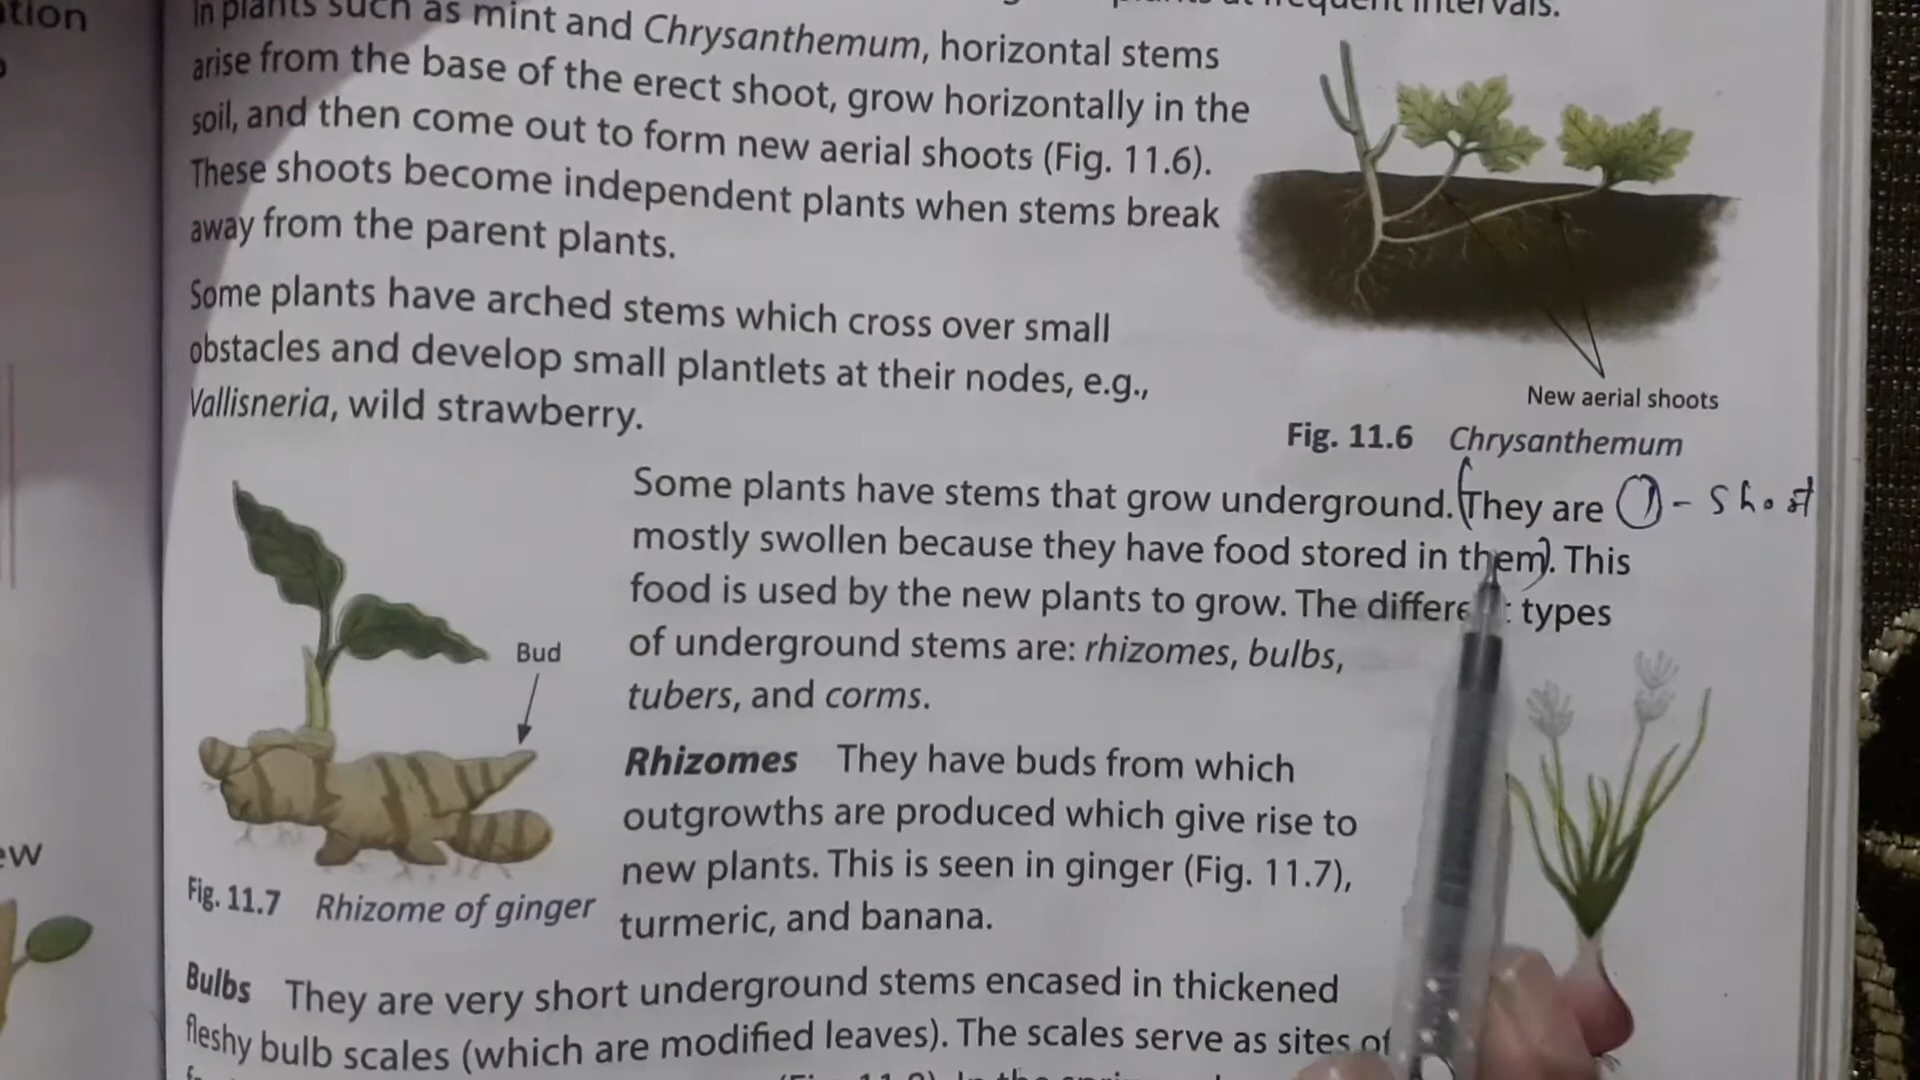 tion
plants at frequent intervals.
In plants such as mint and Chrysanthemum, horizontal stems
arise from the base of the erect shoot, grow horizontally in the
soil, and then come out to form new aerial shoots (Fig. 11.6).
These shoots become independent plants when stems break
away from the parent plants.
Some plants have arched stems which cross over small
obstacles and develop small plantlets at their nodes, e.g.,
Vallisneria, wild strawberry.
New aerial shoots
Fig. 11.6 Chrysanthemum
Some plants have stems that grow underground. (They are ① - Short
mostly swollen because they have food stored in them). This
food is used by the new plants to grow. The different types
of underground stems are: rhizomes, bulbs,
tubers, and corms.
Bud
Rhizomes They have buds from which
outgrowths are produced which give rise to
new plants. This is seen in ginger (Fig. 11.7),
turmeric, and banana.
Fig. 11.7 Rhizome of ginger
ew
Bulbs They are very short underground stems encased in thickened
fleshy bulb scales (which are modified leaves). The scales serve as sites of